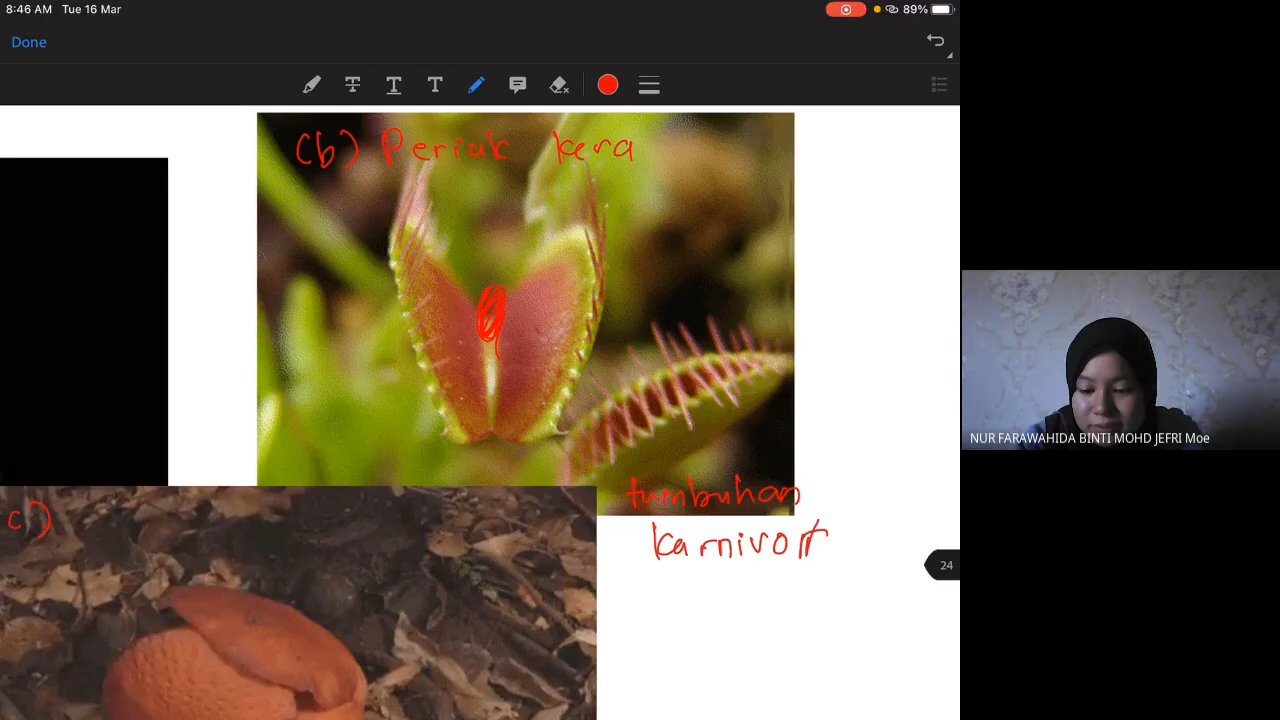 8:46 AM Tue 16 Mar
89%
Done
T T T
(b) Periuk kera
NUR FARAWAHIDA BINTI MOHD JEFRI Moe
tumbuhan
c)
karnivor
24